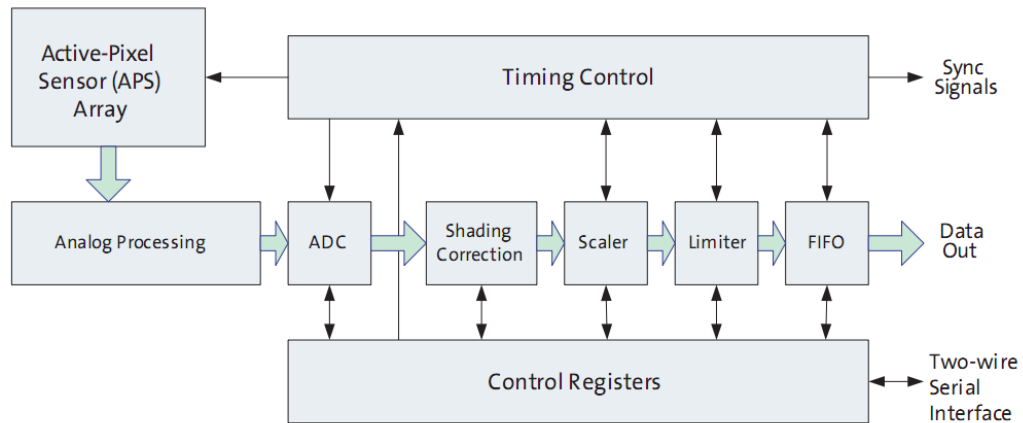 Active-Pixel
Sensor (APS)
Array
Timing Control
Sync
Signals
Analog Processing
ADC
Shading
Correction
Scaler
Limiter
FIFO
Data
Out
Control Registers
Two-wire
Serial
Interface